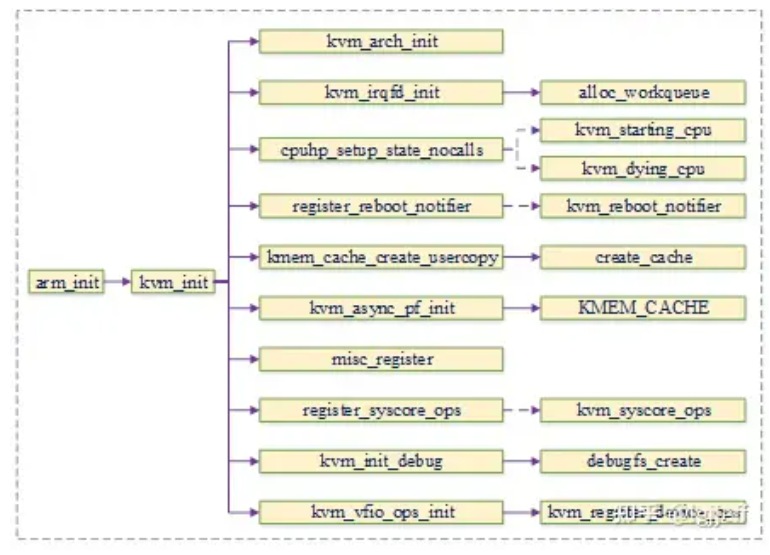 kvm_arch_init
kvm_irqfd_init
alloc_workqueue
kvm_starting_cpu
cpuhp_setup_state_nocalls
kvm_dying_cpu
register_reboot_notifier
kvm_reboot_notifier
kmem_cache_create_usercopy
create_cache
arm_init
kvm_init
kvm_async_pf_init
KMEM_CACHE
misc_register
register_syscore_ops
kvm_syscore_ops
kvm_init_debug
debugfs_create
kvm_vfio_ops_init